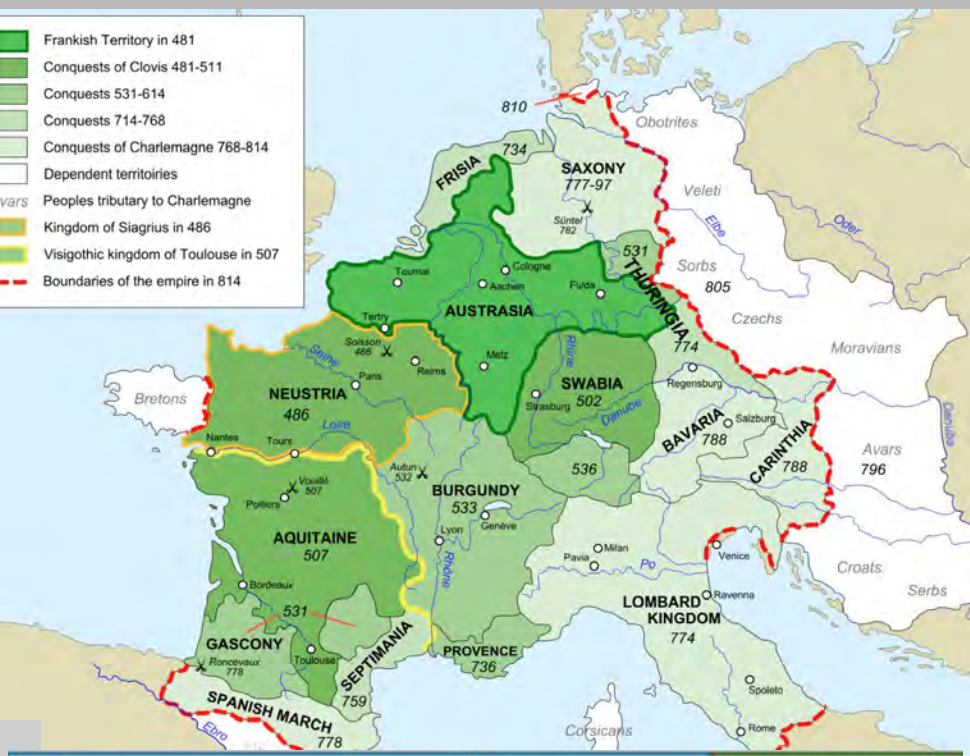 Frankish Territory in 481
Conquests of Clovis 481-511
Conquests 531-614
Conquests 714-768
Conquests of Charlemagne 768-814
Dependent territoiries
vars Peoples tributary to Charlemagne
Kingdom of Siagrius in 486
Visigothic kingdom of Toulouse in 507
Boundaries of the empire in 814
810
Obotrites
734
FRISIA
SAXONY
777-97
Veleti
Süntel
782
Elbe
Oder
531
Sorbs
805
Tournai
Cologne
Aachen
Fulda
THURINGIA
AUSTRASIA
Czechs
Tertry
Soisson
486
Seine
Reims
Paris
Metz
Rhine
774
Moravians
Regensburg
Bretons
NEUSTRIA
486
SWABIA
502
Strasburg
Danube
Danube
BAVARIA
788
Salzburg
CARINTHIA
788
Avars
796
Loire
Nantes
Tours
Autun
532
536
Vouillé
507
Poitiers
BURGUNDY
533
Genève
Lyon
Rhône
AQUITAINE
507
Milan
Pavia
Po
Venice
Croats
Serbs
Bordeaux
531
LOMBARD
KINGDOM
774
Ravenna
GASCONY
Roncevaux
778
Toulouse
SEPTIMANIA
759
PROVENCE
736
Spoleto
SPANISH MARCH
778
Ebro
Corsicans
Rome